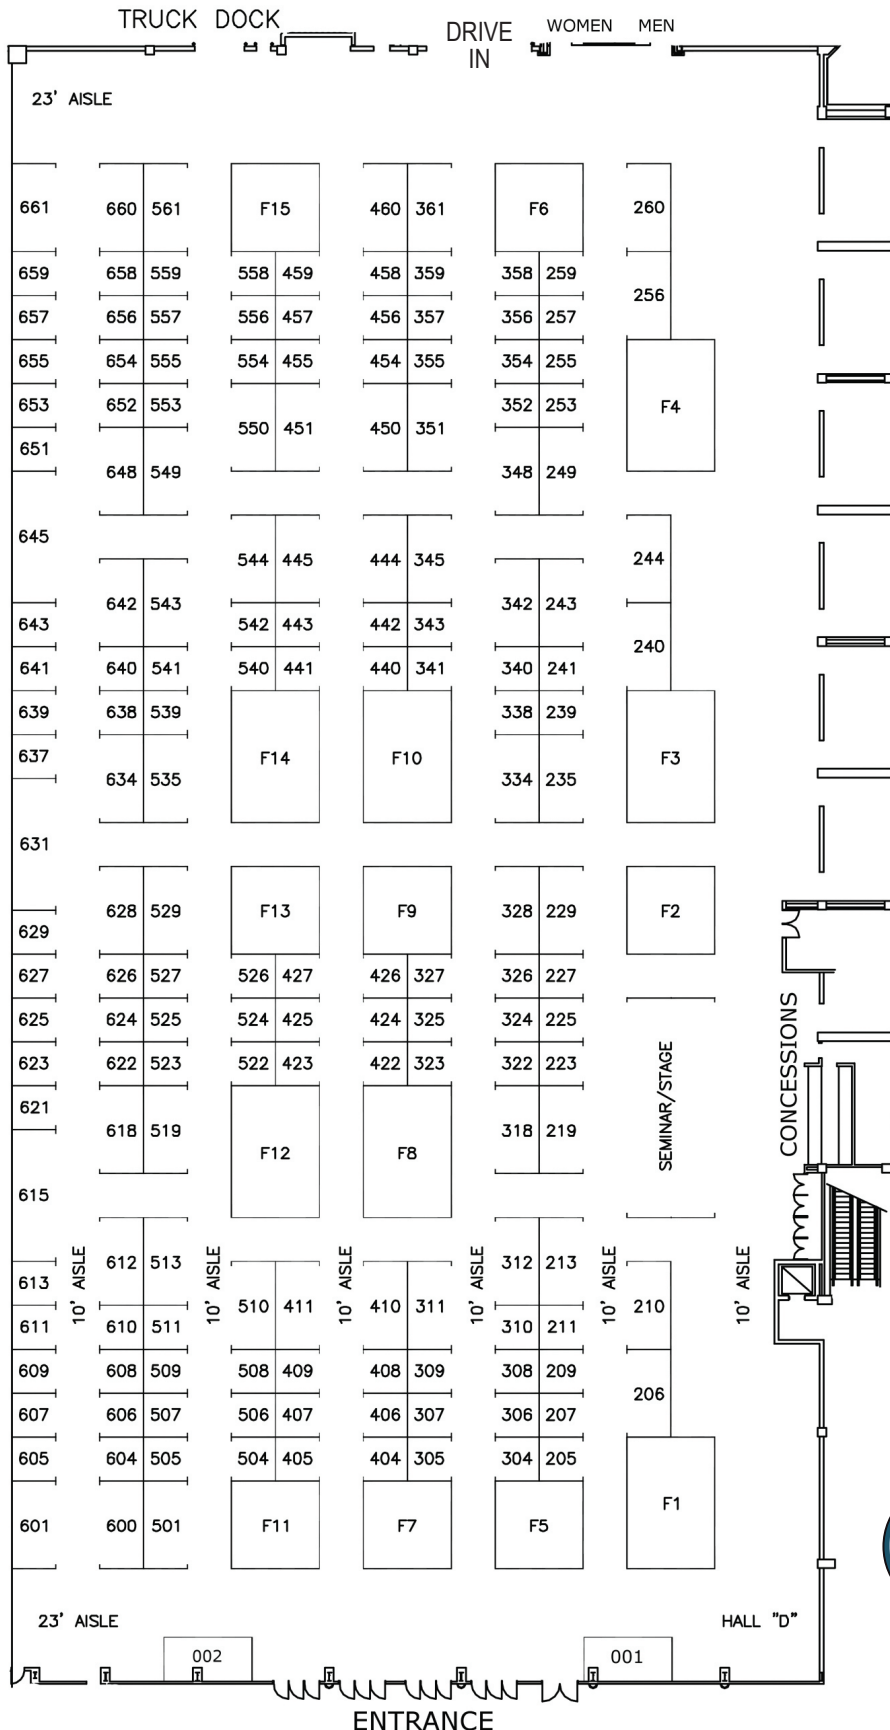 TRUCK DOCK
DRIVE
IN
WOMEN MEN
23' AISLE
661 660 561 F15 460 361 F6 260
659 658 559 558 459 458 359 358 259
256
657 656 557 556 457 456 357 356 257
655 654 555 554 455 454 355 354 255
F4
653 652 553 352 253
550 451 450 351
651
648 549 348 249
645
544 445 444 345 244
642 543 342 243
643 542 443 442 343
240
641 640 541 540 441 440 341 340 241
639 638 539 338 239
637 F14 F10 F3
634 535 334 235
631
628 529 F13 F9 328 229 F2
629
627 626 527 526 427 426 327 326 227
625 624 525 524 425 424 325 324 225
623 622 523 522 423 422 323 322 223
SEMINAR/STAGE
CONCESSIONS
621
618 519 F12 F8 318 219
615
612 513 312 213
10' AISLE 10' AISLE 10' AISLE 10' AISLE 10' AISLE 10' AISLE
613
510 411 410 311 210
611 610 511 310 211
609 608 509 508 409 408 309 308 209
206
607 606 507 506 407 406 307 306 207
605 604 505 504 405 404 305 304 205
F1
601 600 501 F11 F7 F5
23' AISLE HALL "D"
002 001
ENTRANCE